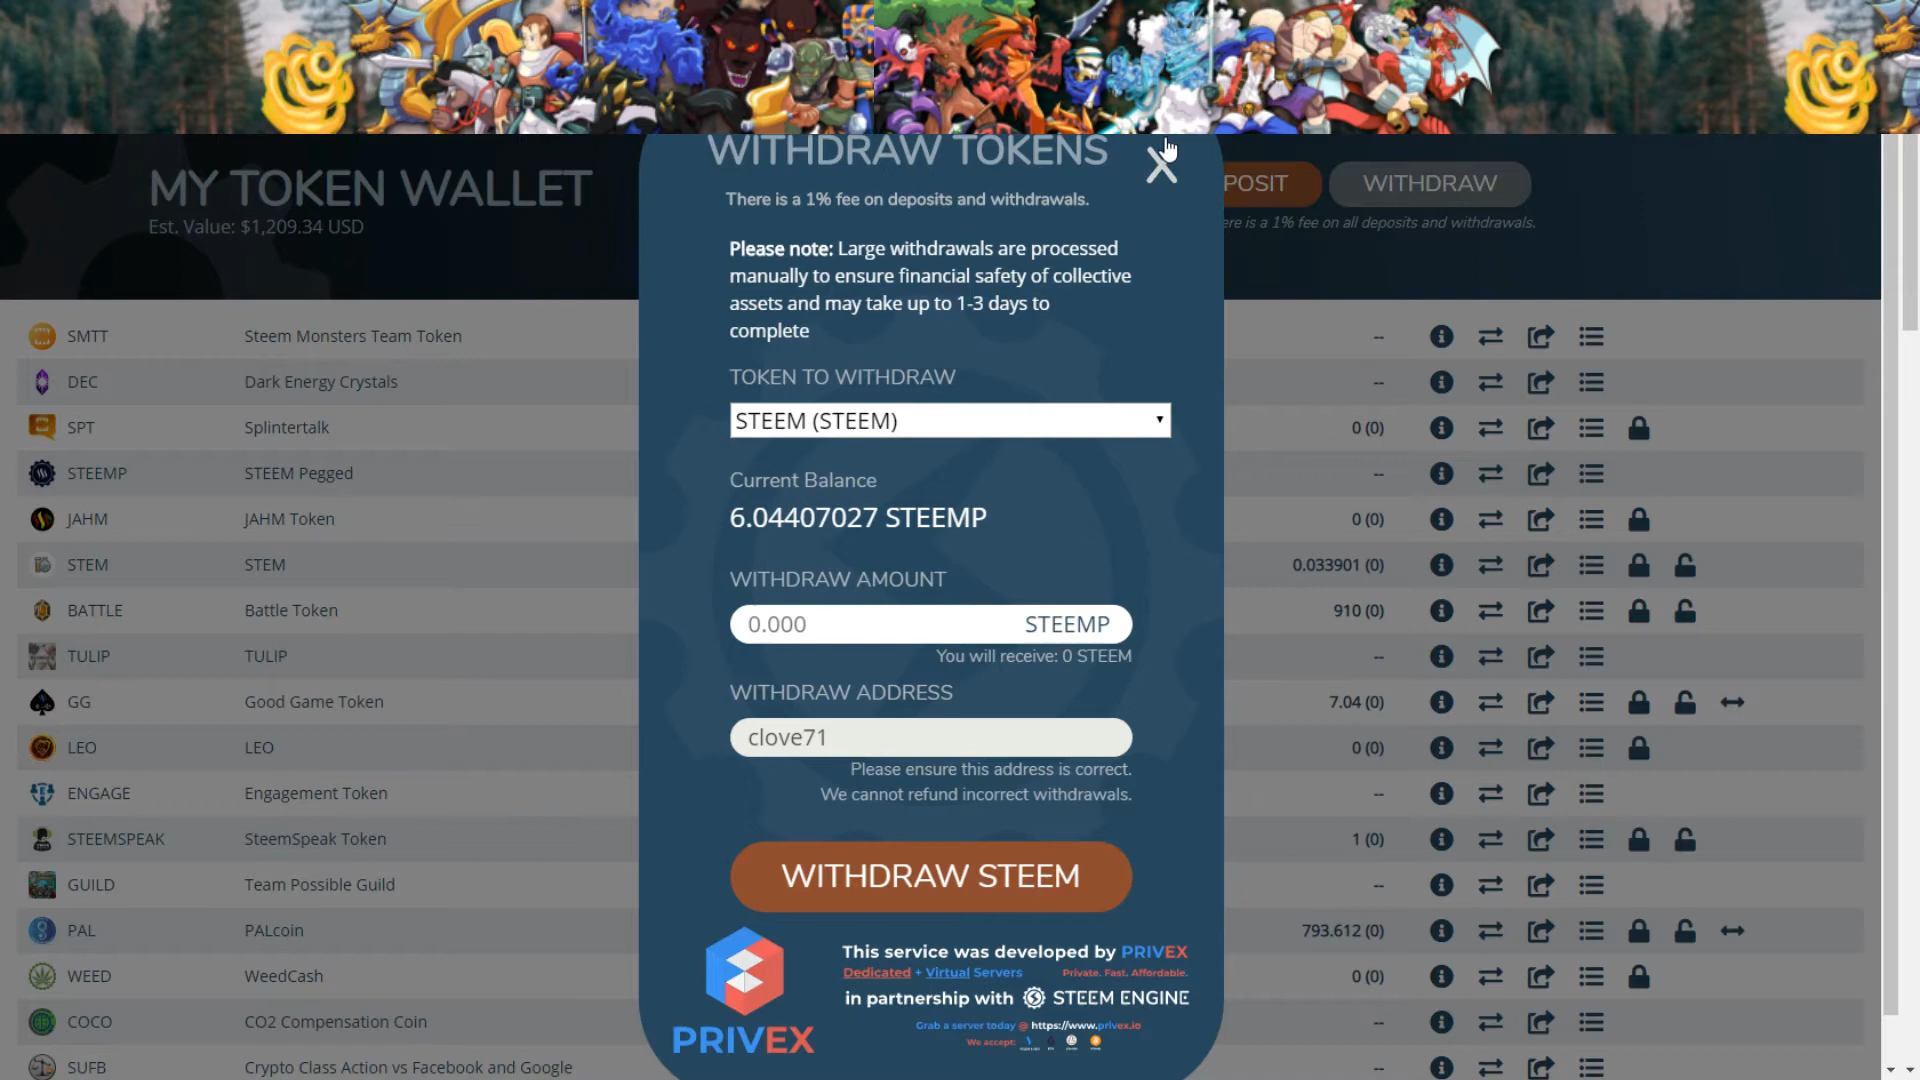 WITHDRAW TOKENS
X
There is a 1% fee on deposits and withdrawals.
Please note: Large withdrawals are processed
manually to ensure financial safety of collective
assets and may take up to 1-3 days to
complete
TOKEN TO WITHDRAW
STEEM (STEEM)
Current Balance
6.04407027 STEEMP
WITHDRAW AMOUNT
0.000 STEEMP
You will receive: 0 STEEM
WITHDRAW ADDRESS
clove71
Please ensure this address is correct.
We cannot refund incorrect withdrawals.
WITHDRAW STEEM
PRIVEX
This service was developed by PRIVEX
Dedicated + Virtual Servers Private. Fast. Affordable.
in partnership with STEEM ENGINE
Grab a server today @ https://www.privex.io
We accept:
MY TOKEN WALLET
Est. Value: $1,209.34 USD
POSIT WITHDRAW
ere is a 1% fee on all deposits and withdrawals.
SMTT Steem Monsters Team Token --
DEC Dark Energy Crystals --
SPT Splintertalk 0 (0)
STEEMP STEEM Pegged --
JAHM JAHM Token 0 (0)
STEM STEM 0.033901 (0)
BATTLE Battle Token 910 (0)
TULIP TULIP --
GG Good Game Token 7.04 (0)
LEO LEO 0 (0)
ENGAGE Engagement Token --
STEEMSPEAK SteemSpeak Token 1 (0)
GUILD Team Possible Guild --
PAL PALcoin 793.612 (0)
WEED WeedCash 0 (0)
COCO CO2 Compensation Coin --
SUFB Crypto Class Action vs Facebook and Google --